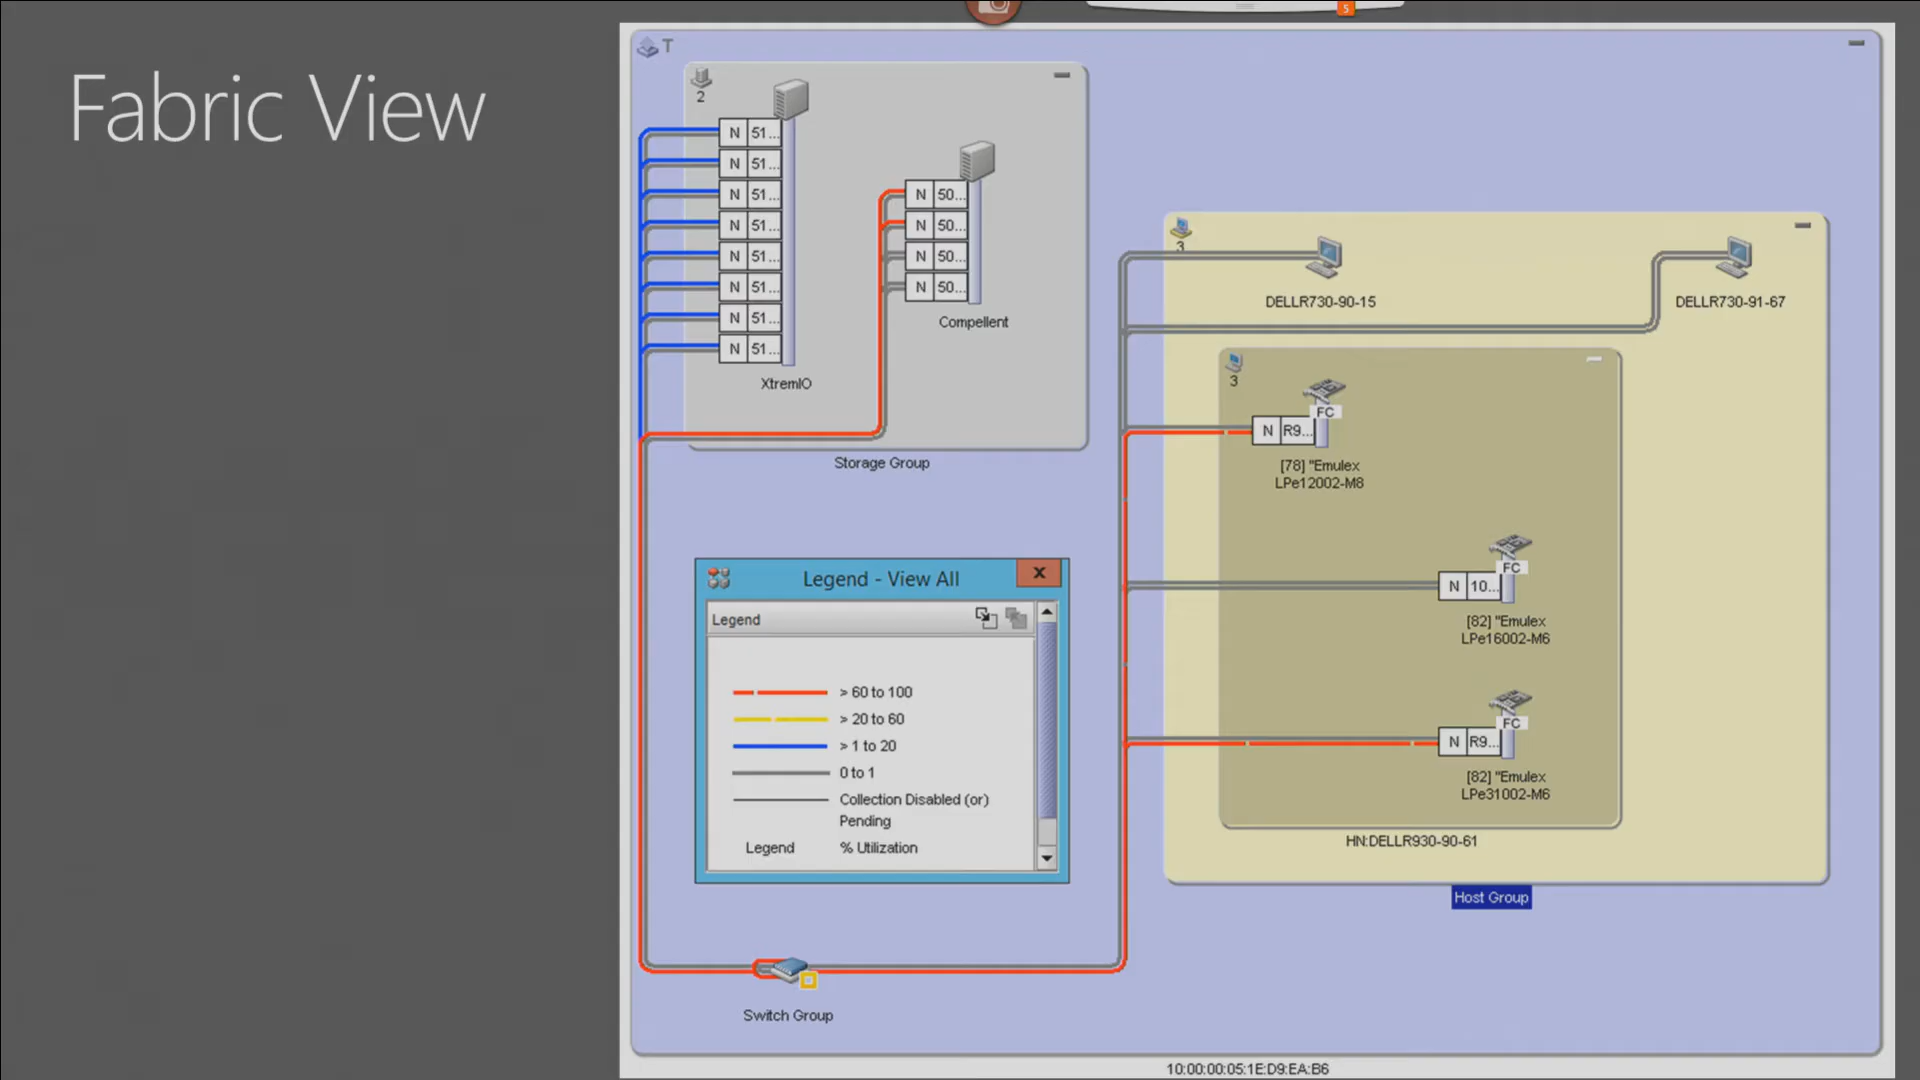 Fabric View
5
T
2
N 51...
N 51...
N 51...
N 51...
N 51...
N 51...
N 51...
N 51...
XtremIO
N 50...
N 50...
N 50...
N 50...
Compellent
Storage Group
3
DELLR730-90-15
DELLR730-91-67
3
FC
N R9...
[78] "Emulex
LPe12002-M8
FC
N 10...
[82] "Emulex
LPe16002-M6
FC
N R9...
[82] "Emulex
LPe31002-M6
HN:DELLR930-90-61
Host Group
Legend - View All
X
Legend
> 60 to 100
> 20 to 60
> 1 to 20
0 to 1
Collection Disabled (or)
Pending
Legend % Utilization
Switch Group
10:00:00:05:1E:D9:EA:B6